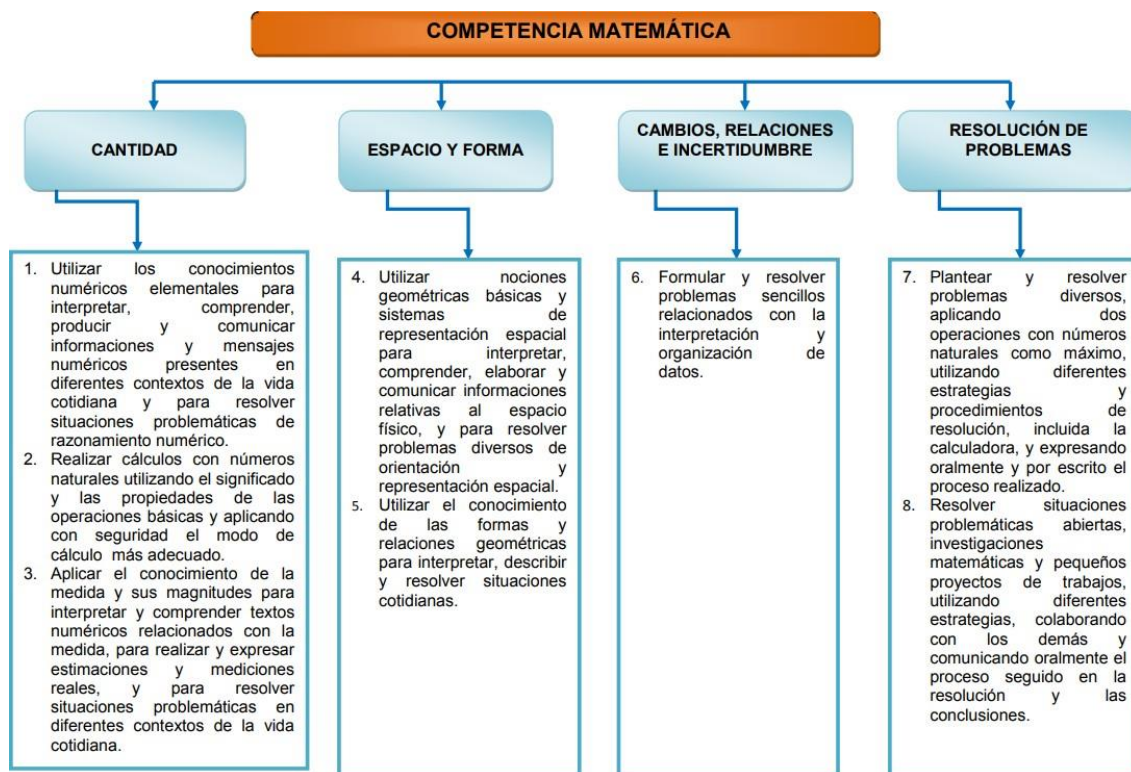 COMPETENCIA MATEMÁTICA
CANTIDAD
ESPACIO Y FORMA
CAMBIOS, RELACIONES
E INCERTIDUMBRE
RESOLUCIÓN DE
PROBLEMAS
1. Utilizar los conocimientos
numéricos elementales para
interpretar, comprender,
producir y comunicar
informaciones y mensajes
numéricos presentes en
diferentes contextos de la vida
cotidiana y para resolver
situaciones problemáticas de
razonamiento numérico.
2. Realizar cálculos con números
naturales utilizando el significado
y las propiedades de las
operaciones básicas y aplicando
con seguridad el modo de
cálculo más adecuado.
3. Aplicar el conocimiento de la
medida y sus magnitudes para
interpretar y comprender textos
numéricos relacionados con la
medida, para realizar y expresar
estimaciones y mediciones
reales, y para resolver
situaciones problemáticas en
diferentes contextos de la vida
cotidiana.
4. Utilizar nociones
geométricas básicas y
sistemas de
representación espacial
para interpretar,
comprender, elaborar y
comunicar informaciones
relativas al espacio
físico, y para resolver
problemas diversos de
orientación y
representación espacial.
5. Utilizar el conocimiento
de las formas y
relaciones geométricas
para interpretar, describir
y resolver situaciones
cotidianas.
6. Formular y resolver
problemas sencillos
relacionados con la
interpretación y
organización de
datos.
7. Plantear y resolver
problemas diversos,
aplicando dos
operaciones con números
naturales como máximo,
utilizando diferentes
estrategias y
procedimientos de
resolución, incluida la
calculadora, y expresando
oralmente y por escrito el
proceso realizado.
8. Resolver situaciones
problemáticas abiertas,
investigaciones
matemáticas y pequeños
proyectos de trabajos,
utilizando diferentes
estrategias, colaborando
con los demás y
comunicando oralmente el
proceso seguido en la
resolución y las
conclusiones.